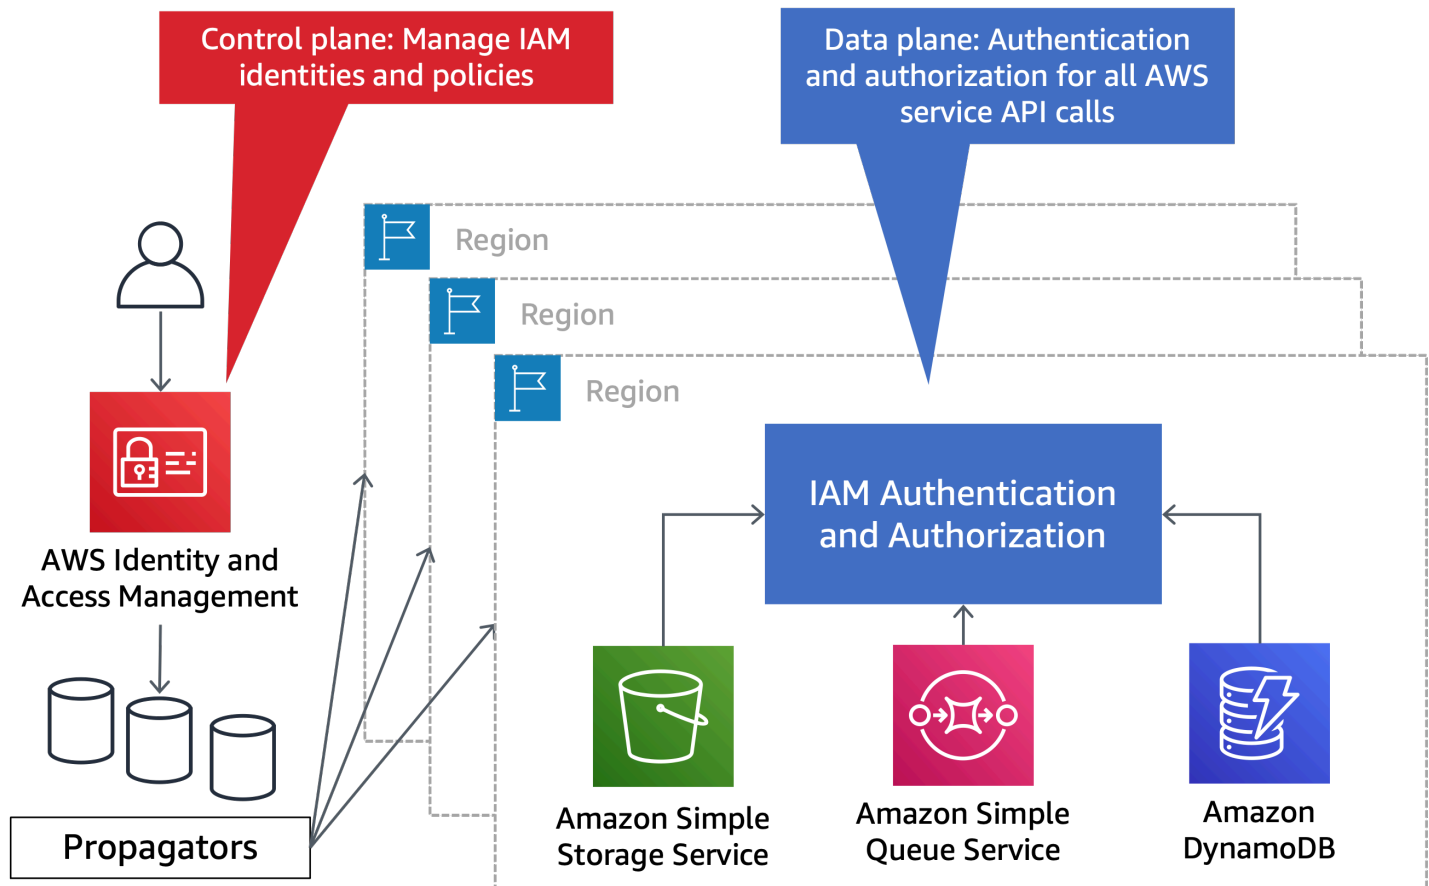 Control plane: Manage IAM
identities and policies
Data plane: Authentication
and authorization for all AWS
service API calls
Region
Region
Region
IAM Authentication
and Authorization
AWS Identity and
Access Management
Propagators
Amazon Simple
Storage Service
Amazon Simple
Queue Service
Amazon
DynamoDB